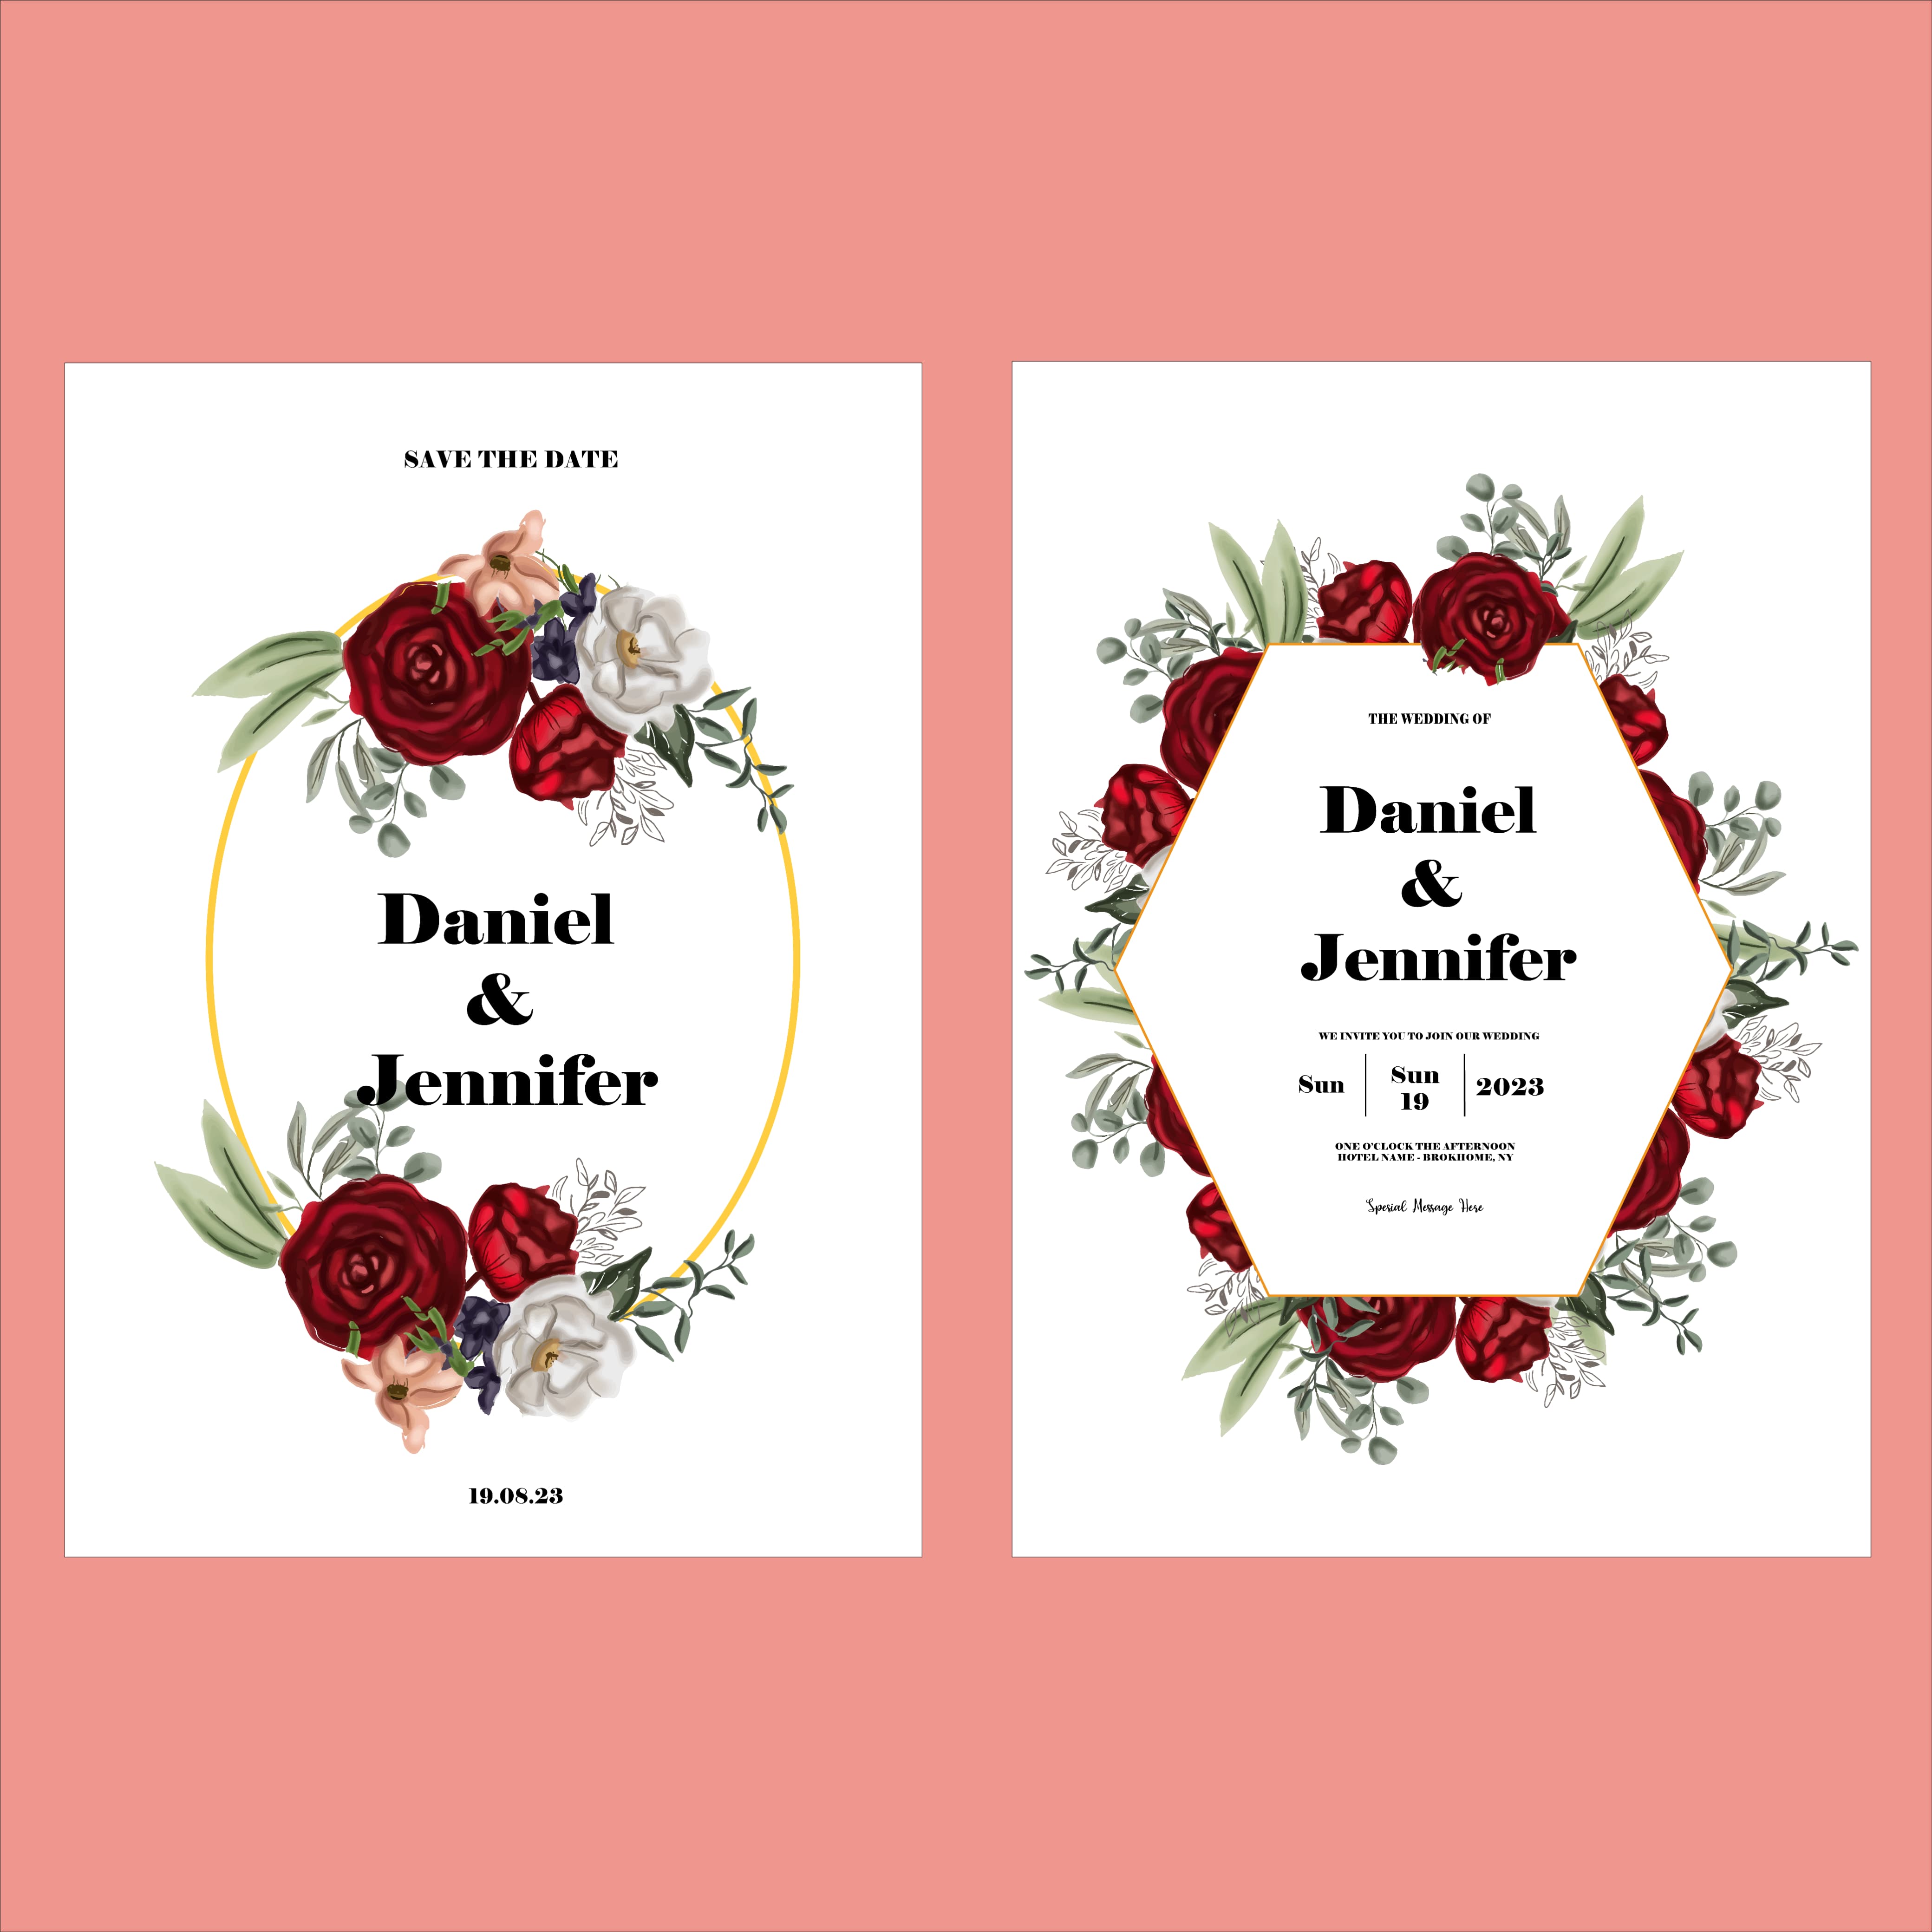 SAVE THE DATE
Daniel
&
Jennifer
19.08.23
THE WEDDING OF
Daniel
&
Jennifer
WE INVITE YOU TO JOIN OUR WEDDING
Sun
Sun
19
2023
ONE O'CLOCK THE AFTERNOON
HOTEL NAME - BROKHOME, NY
Spesial Message Here